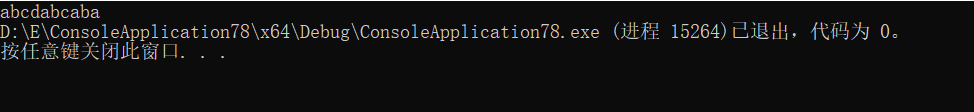 abcdabcaba
D:\E\ConsoleApplication78\x64\Debug\ConsoleApplication78.exe (进程 15264)已退出，代码为 0。
按任意键关闭此窗口. . .